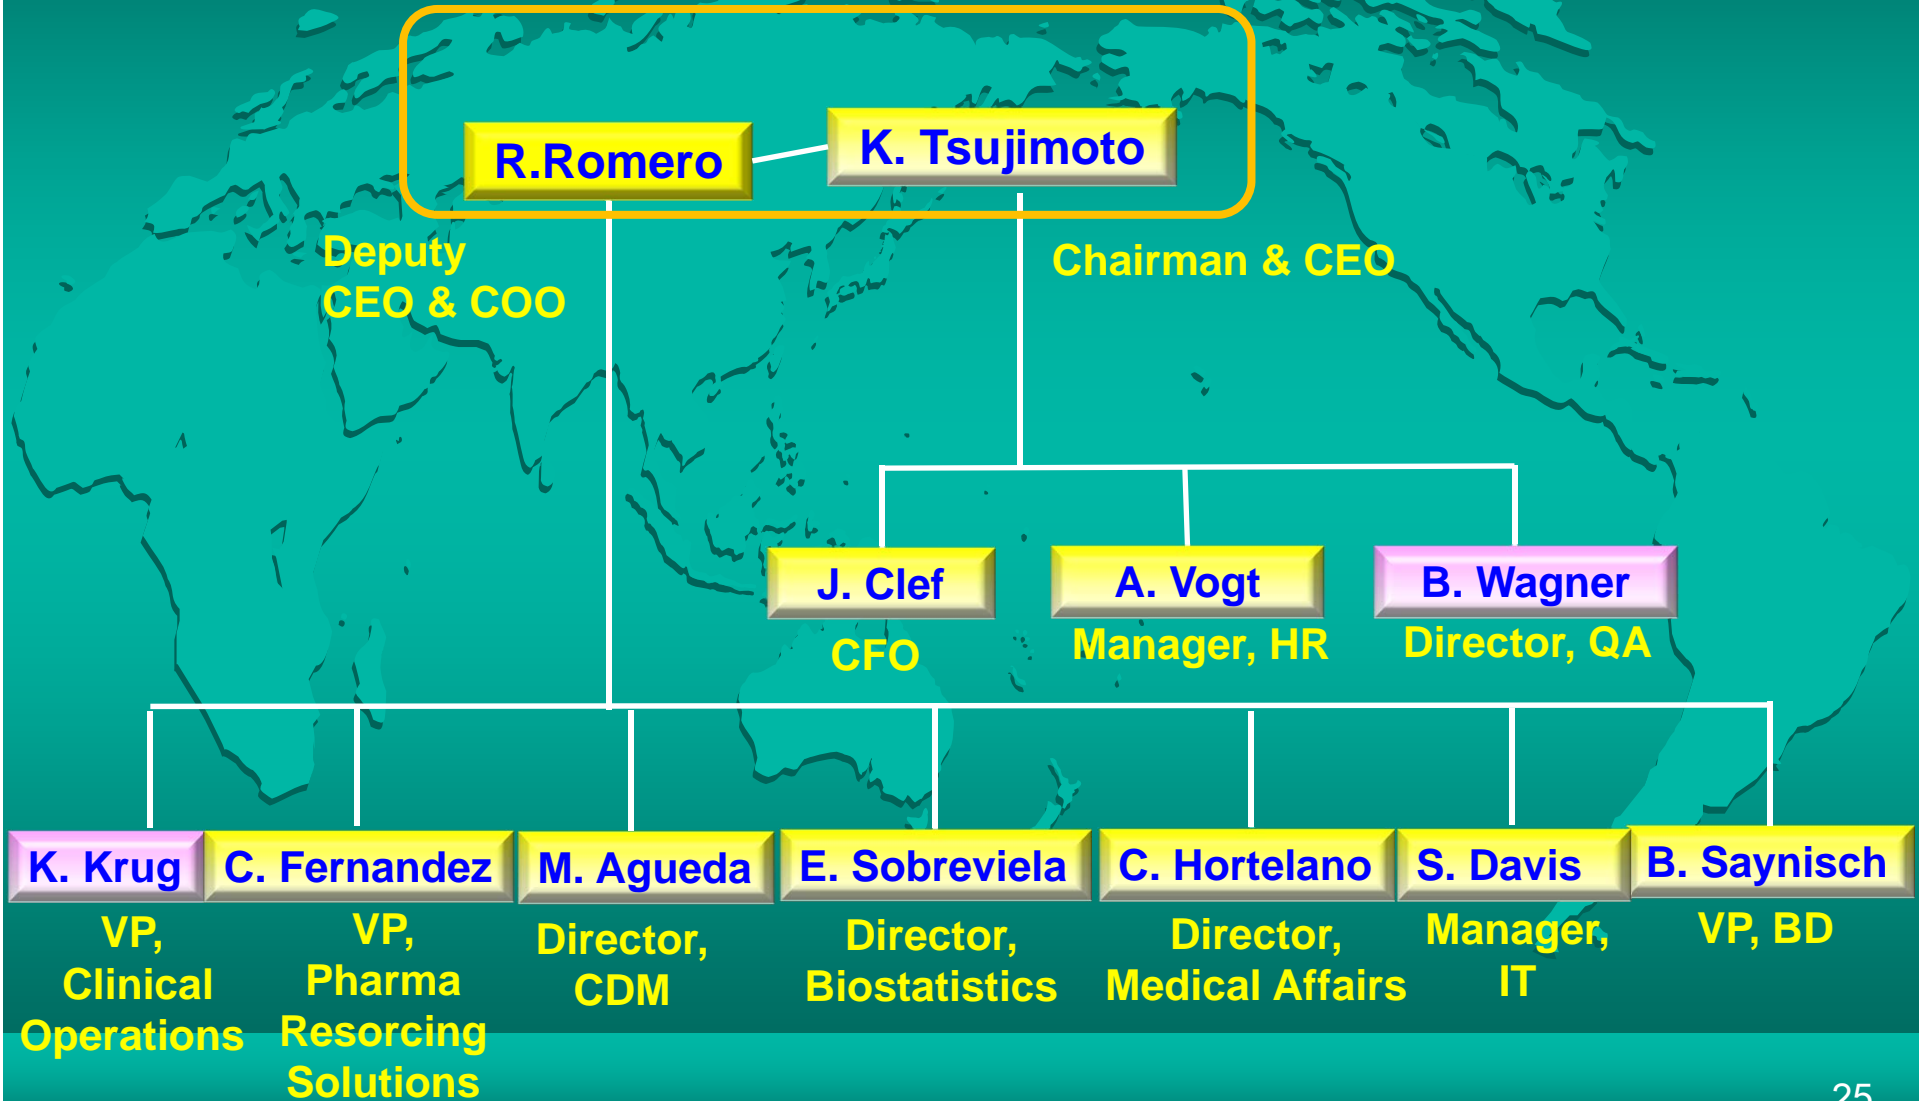 R.Romero
K. Tsujimoto
Deputy
CEO & COO
Chairman & CEO
J. Clef
CFO
A. Vogt
Manager, HR
B. Wagner
Director, QA
K. Krug
VP,
Clinical
Operations
C. Fernandez
VP,
Pharma
Resorcing
Solutions
M. Agueda
Director,
CDM
E. Sobreviela
Director,
Biostatistics
C. Hortelano
Director,
Medical Affairs
S. Davis
Manager,
IT
B. Saynisch
VP, BD
25